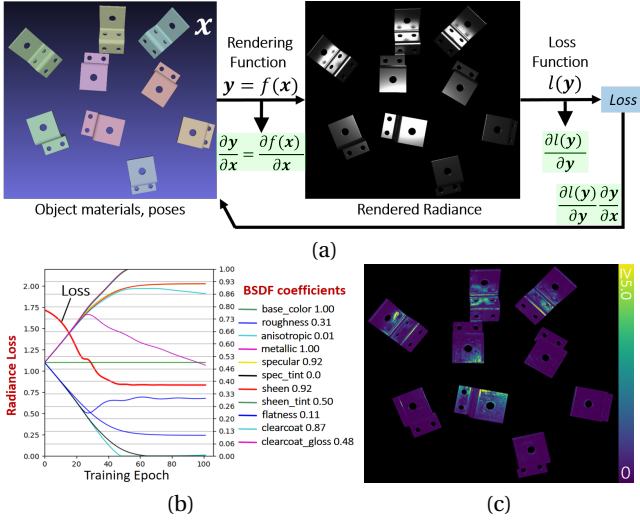 x
Rendering
Function
y = f(x)
∂y/∂x = ∂f(x)/∂x
Loss
Function
l(y)
Loss
∂l(y)/∂y
∂l(y)/∂y ∂y/∂x
Object materials, poses
Rendered Radiance
(a)
BSDF coefficients
base_color 1.00
roughness 0.31
anisotropic 0.01
metallic 1.00
specular 0.92
spec_tint 0.0
sheen 0.92
sheen_tint 0.50
flatness 0.11
clearcoat 0.87
clearcoat_gloss 0.48
Loss
Radiance Loss
2.00
1.75
1.50
1.25
1.00
0.75
0.50
0.25
0.00
1.00
0.93
0.86
0.80
0.73
0.66
0.60
0.53
0.46
0.40
0.33
0.26
0.20
0.13
0.06
0.00
0
20
40
60
80
100
Training Epoch
(b)
≥5.0
0
(c)